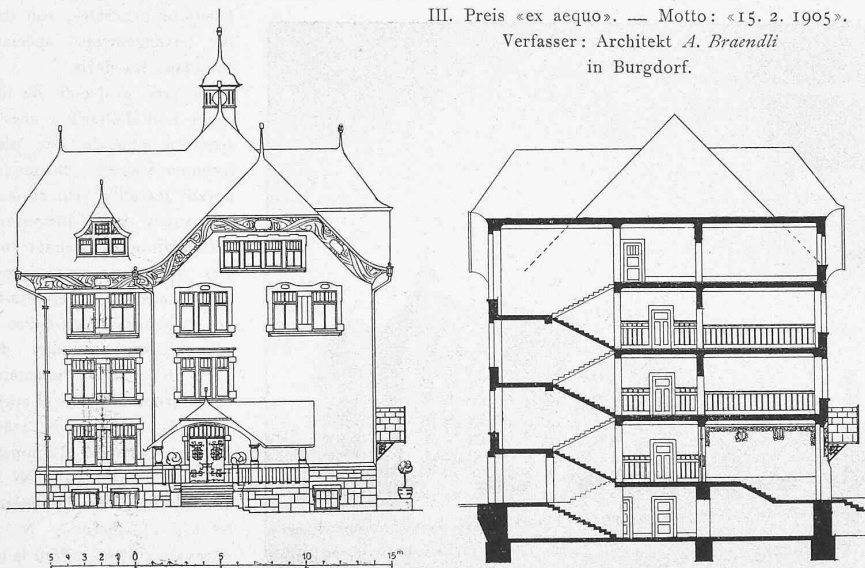 III. Preis «ex aequo». — Motto: «15. 2. 1905».
Verfasser: Architekt A. Braendli
in Burgdorf.
5 4 3 2 1 0 5 10 15 m